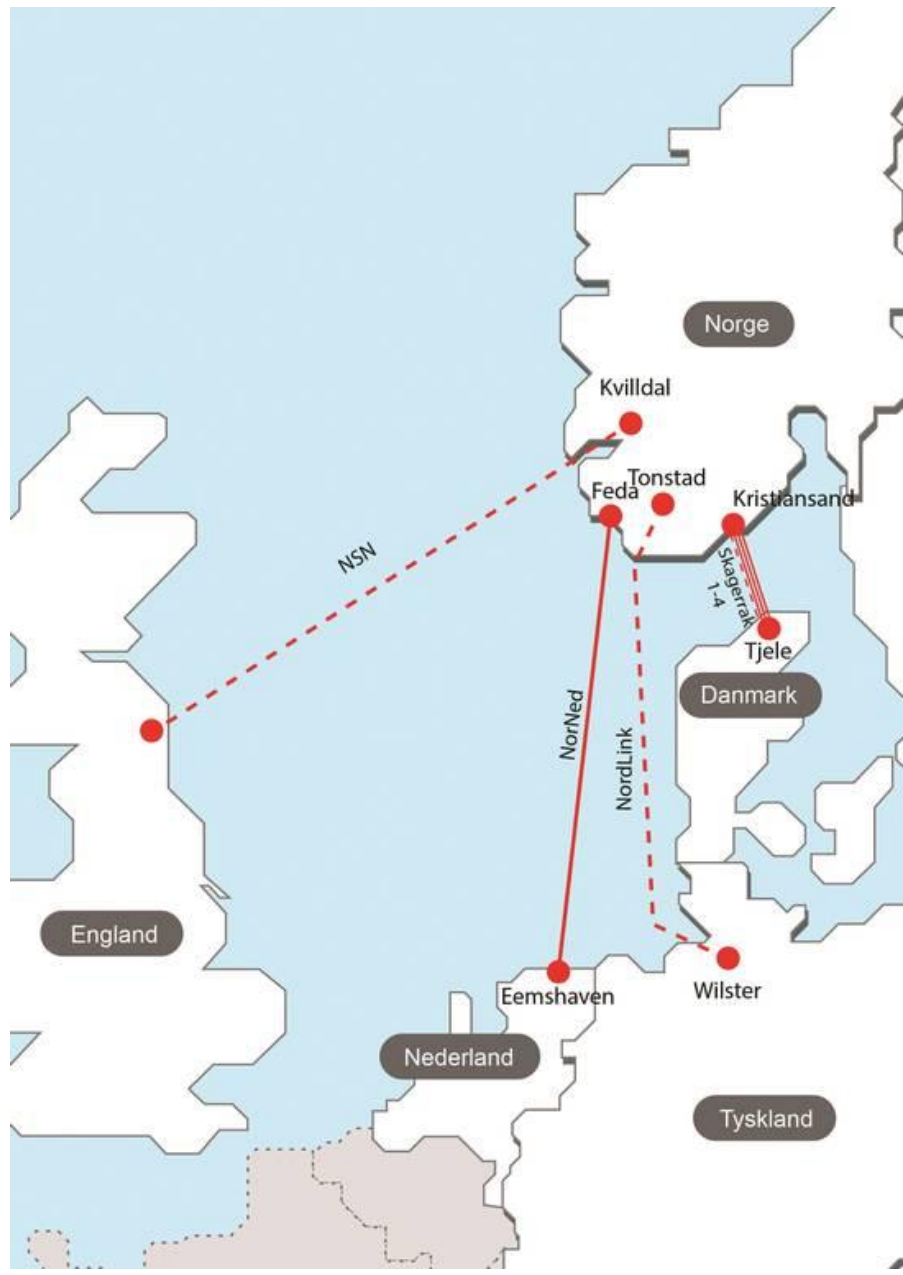 Norge
Kvilldal
Tonstad
Feda
Kristiansand
NSN
Skagerrak
1-4
Tjele
Danmark
NorNed
NordLink
England
Eemshaven
Wilster
Nederland
Tyskland